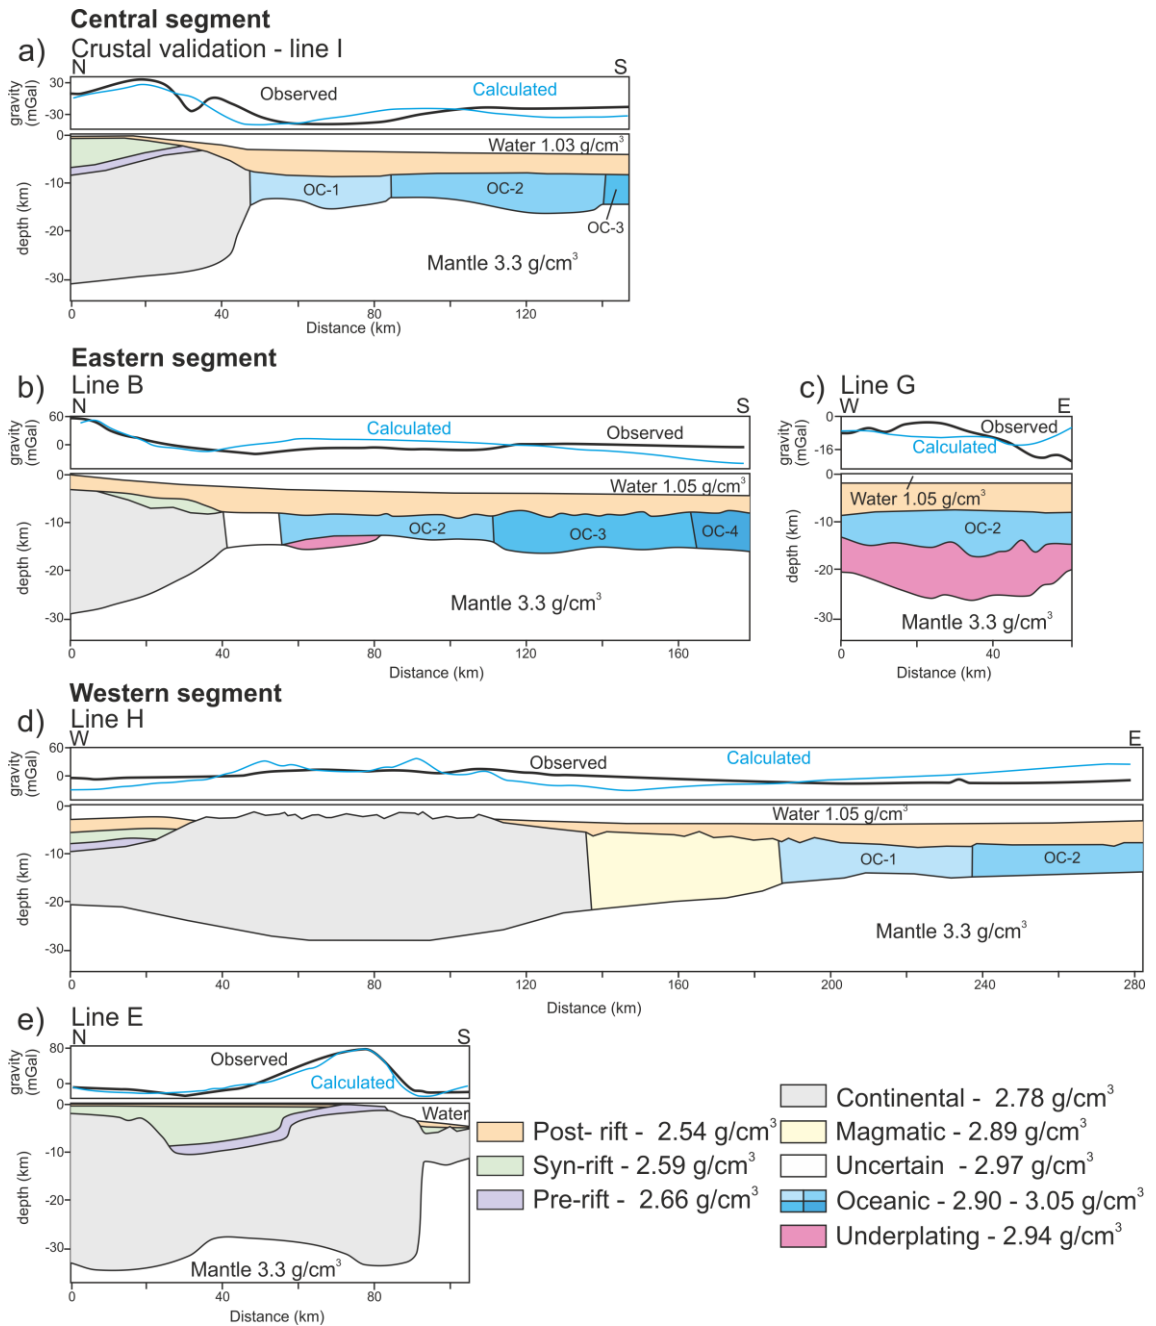 Central segment
a) Crustal validation - line I
N S
gravity (mGal)
30
-30
Observed
Calculated
Water 1.03 g/cm³
0
-10
-20
-30
depth (km)
OC-1
OC-2
OC-3
Mantle 3.3 g/cm³
0 40 80 120
Distance (km)
Eastern segment
b) Line B
N S
gravity (mGal)
60
0
Calculated
Observed
Water 1.05 g/cm³
0
-10
-20
-30
depth (km)
OC-2
OC-3
OC-4
Mantle 3.3 g/cm³
0 40 80 120 160
Distance (km)
c) Line G
W E
gravity (mGal)
0
-16
Observed
Calculated
Water 1.05 g/cm³
0
-10
-20
-30
depth (km)
OC-2
Mantle 3.3 g/cm³
0 40
Distance (km)
Western segment
d) Line H
W E
gravity (mGal)
60
0
Observed
Calculated
Water 1.05 g/cm³
0
-10
-20
-30
depth (km)
OC-1
OC-2
Mantle 3.3 g/cm³
0 40 80 120 160 200 240 280
Distance (km)
e) Line E
N S
gravity (mGal)
80
0
Observed
Calculated
Water
0
-10
-20
-30
depth (km)
Mantle 3.3 g/cm³
0 40 80
Distance (km)
Post- rift - 2.54 g/cm³
Syn-rift - 2.59 g/cm³
Pre-rift - 2.66 g/cm³
Continental - 2.78 g/cm³
Magmatic - 2.89 g/cm³
Uncertain - 2.97 g/cm³
Oceanic - 2.90 - 3.05 g/cm³
Underplating - 2.94 g/cm³